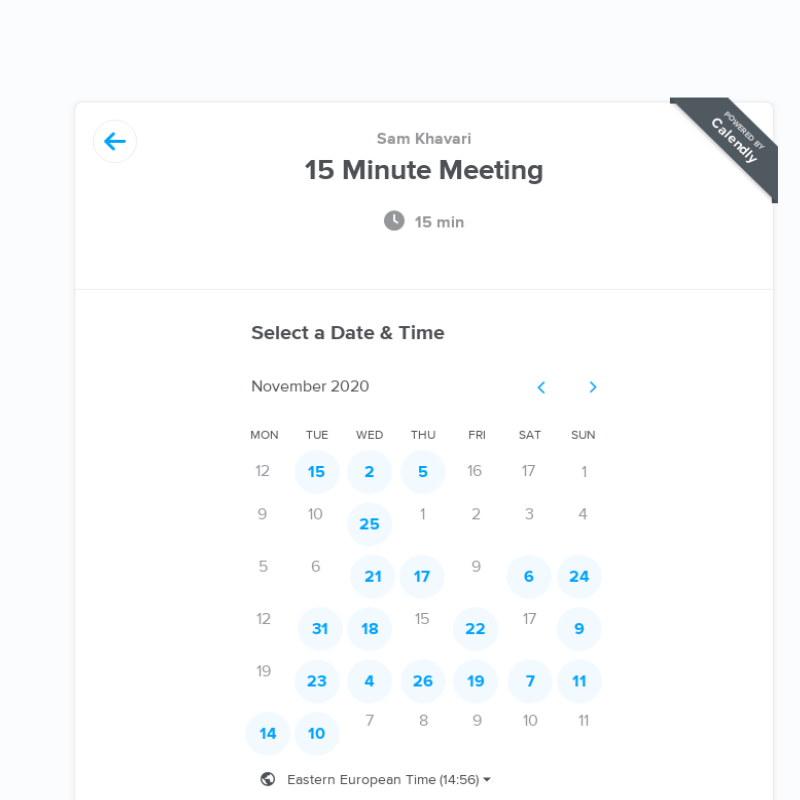 POWERED BY
Calendly
Sam Khavari
15 Minute Meeting
15 min
Select a Date & Time
November 2020
MON TUE WED THU FRI SAT SUN
12 15 2 5 16 17 1
9 10 25 1 2 3 4
5 6 21 17 9 6 24
12 31 18 15 22 17 9
19 23 4 26 19 7 11
14 10 7 8 9 10 11
Eastern European Time (14:56)